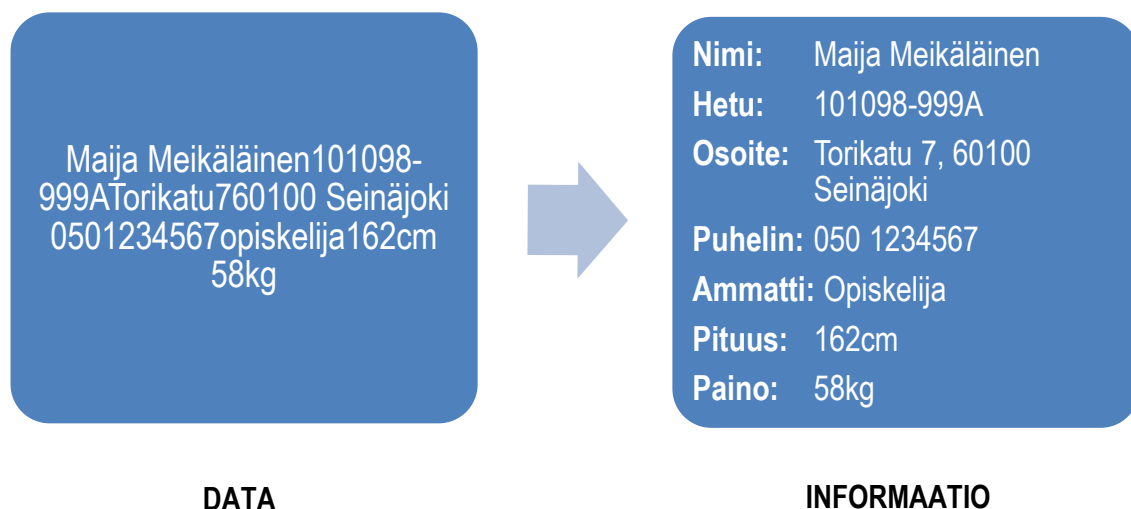 Maija Meikäläinen101098-
999ATorikatu760100 Seinäjoki
0501234567opiskelija162cm
58kg
DATA
Nimi: Maija Meikäläinen
Hetu: 101098-999A
Osoite: Torikatu 7, 60100
Seinäjoki
Puhelin: 050 1234567
Ammatti: Opiskelija
Pituus: 162cm
Paino: 58kg
INFORMAATIO